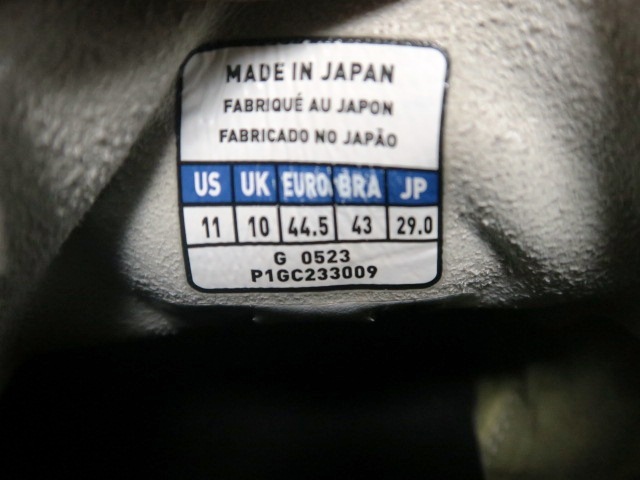 MADE IN JAPAN
FABRIQUÉ AU JAPON
FABRICADO NO JAPÃO
US UK EURO BRA JP
11 10 44.5 43 29.0
G 0523
P1GC233009